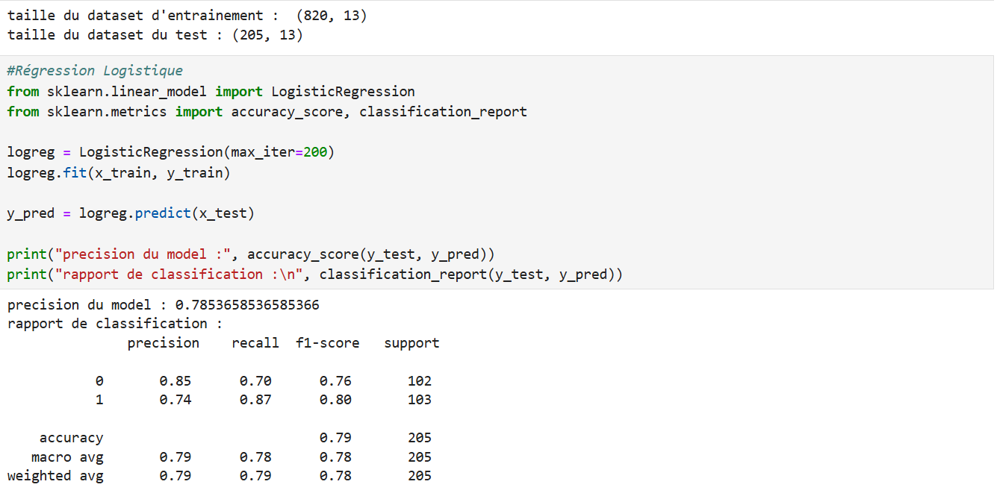 taille du dataset d'entrainement :  (820, 13)
taille du dataset du test : (205, 13)
#Régression Logistique
from sklearn.linear_model import LogisticRegression
from sklearn.metrics import accuracy_score, classification_report
logreg = LogisticRegression(max_iter=200)
logreg.fit(x_train, y_train)
y_pred = logreg.predict(x_test)
print("precision du model :", accuracy_score(y_test, y_pred))
print("rapport de classification :\n", classification_report(y_test, y_pred))
precision du model : 0.7853658536585366
rapport de classification :
               precision    recall  f1-score   support
           0       0.85      0.70      0.76       102
           1       0.74      0.87      0.80       103
    accuracy                           0.79       205
   macro avg       0.79      0.78      0.78       205
weighted avg       0.79      0.79      0.78       205